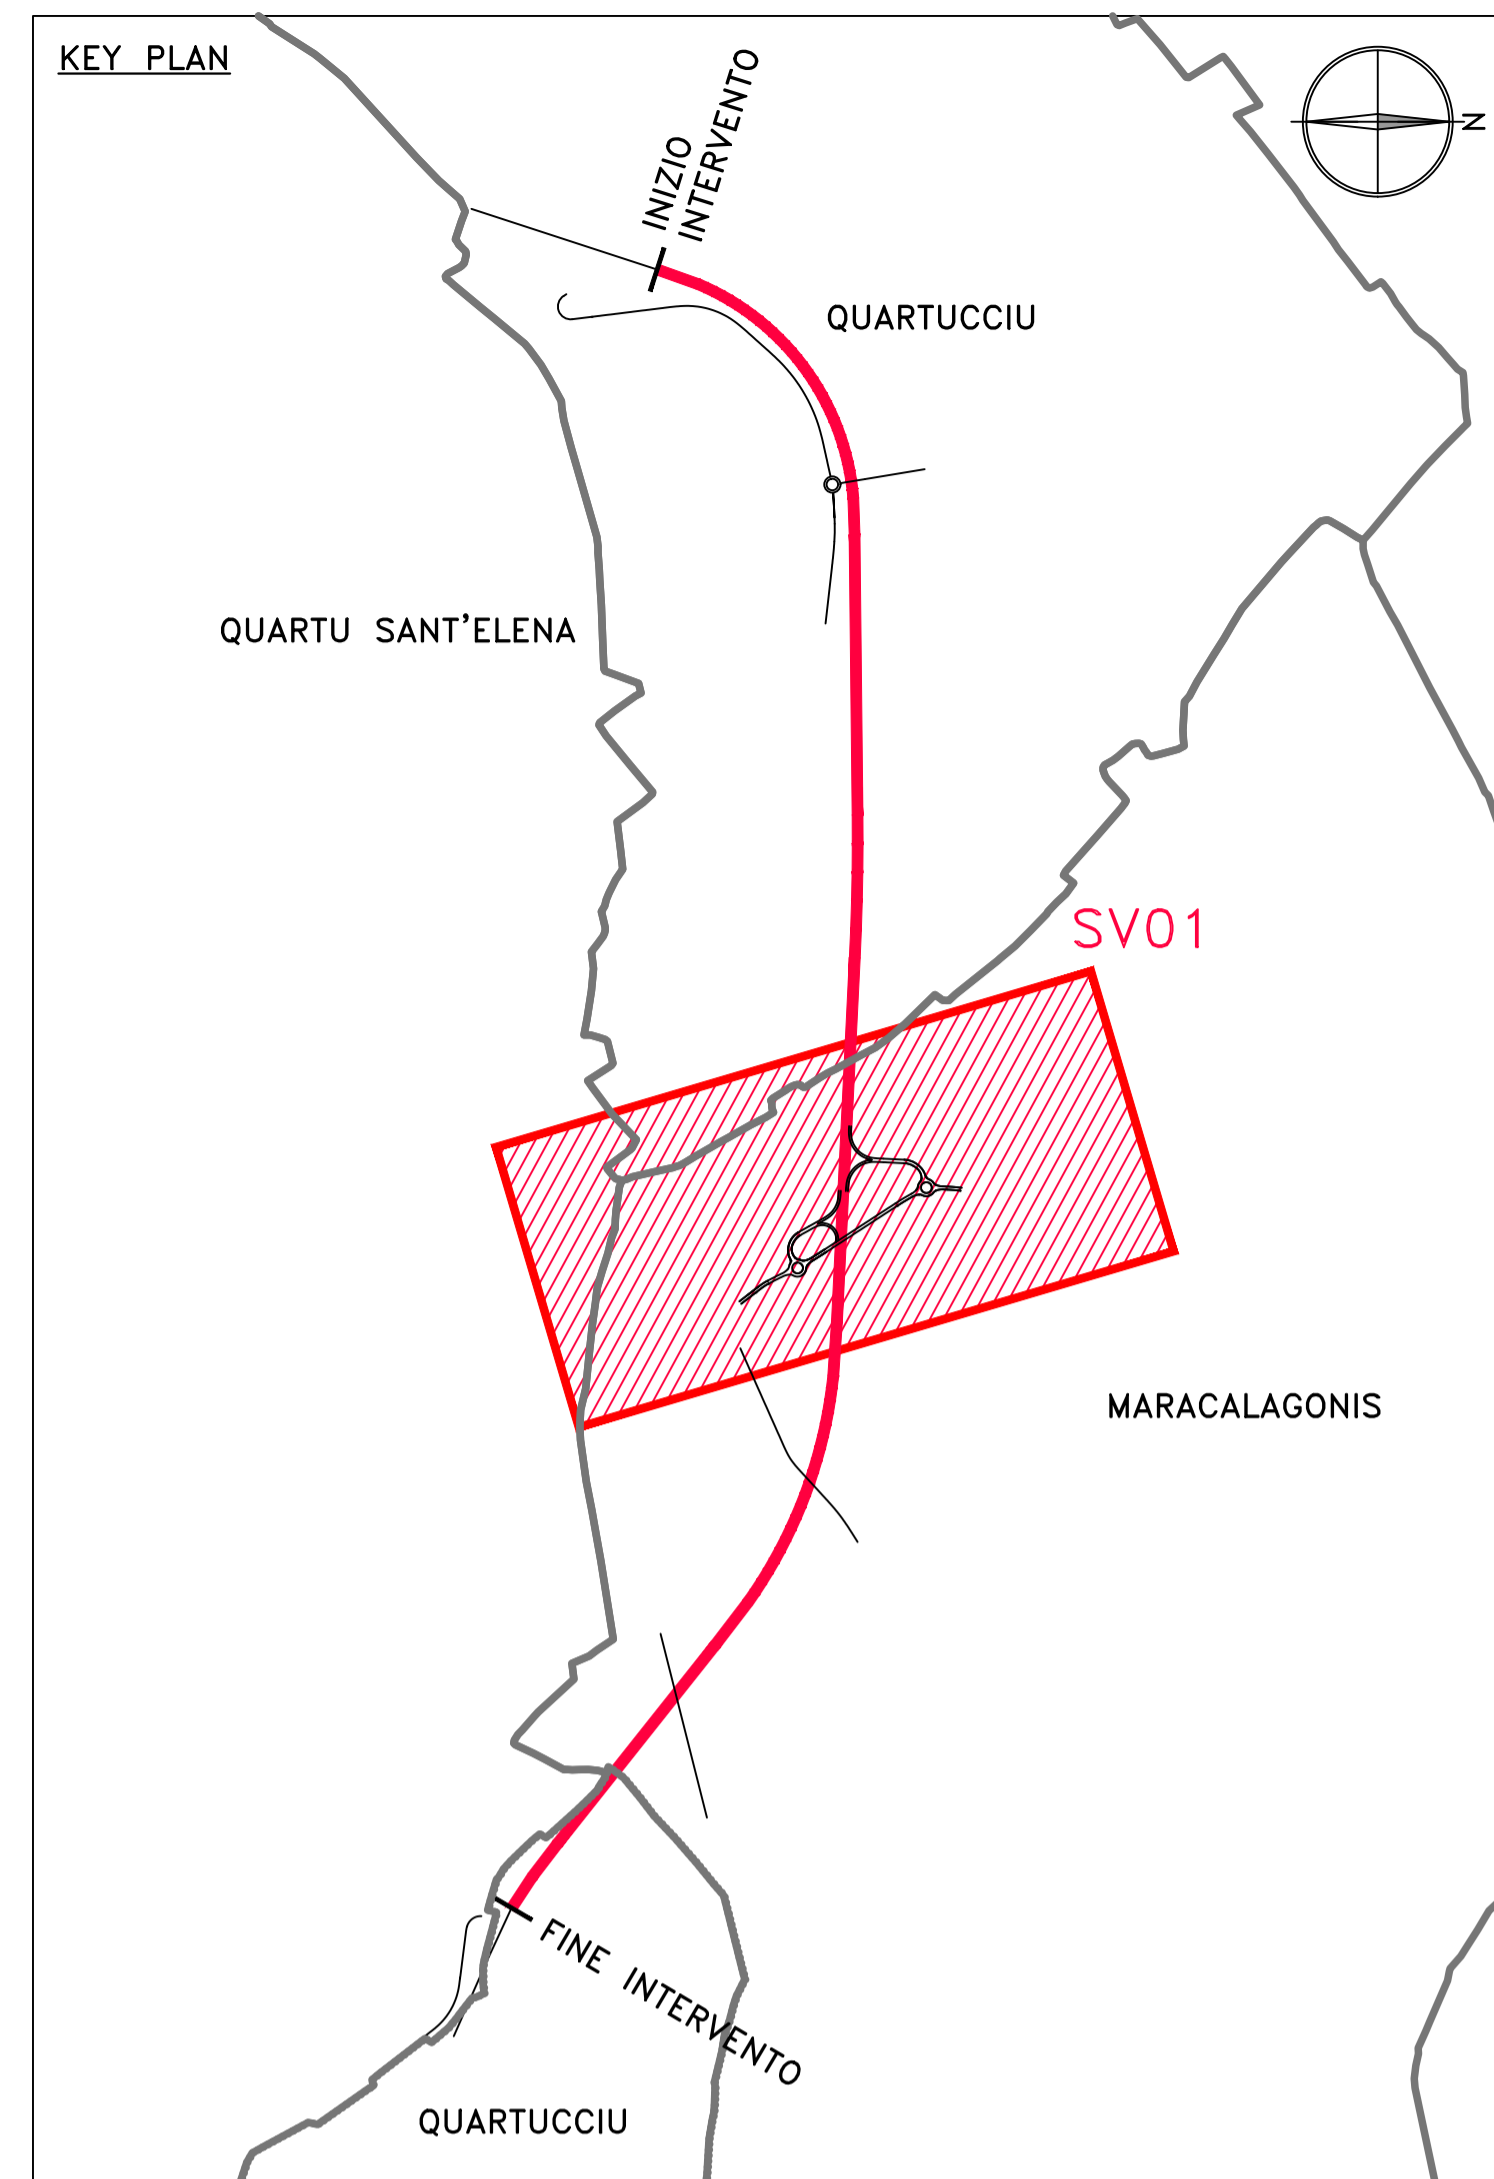 KEY PLAN
N
INIZIO
INTERVENTO
QUARTUCCIU
QUARTU SANT'ELENA
SV01
MARACALAGONIS
FINE INTERVENTO
QUARTUCCIU